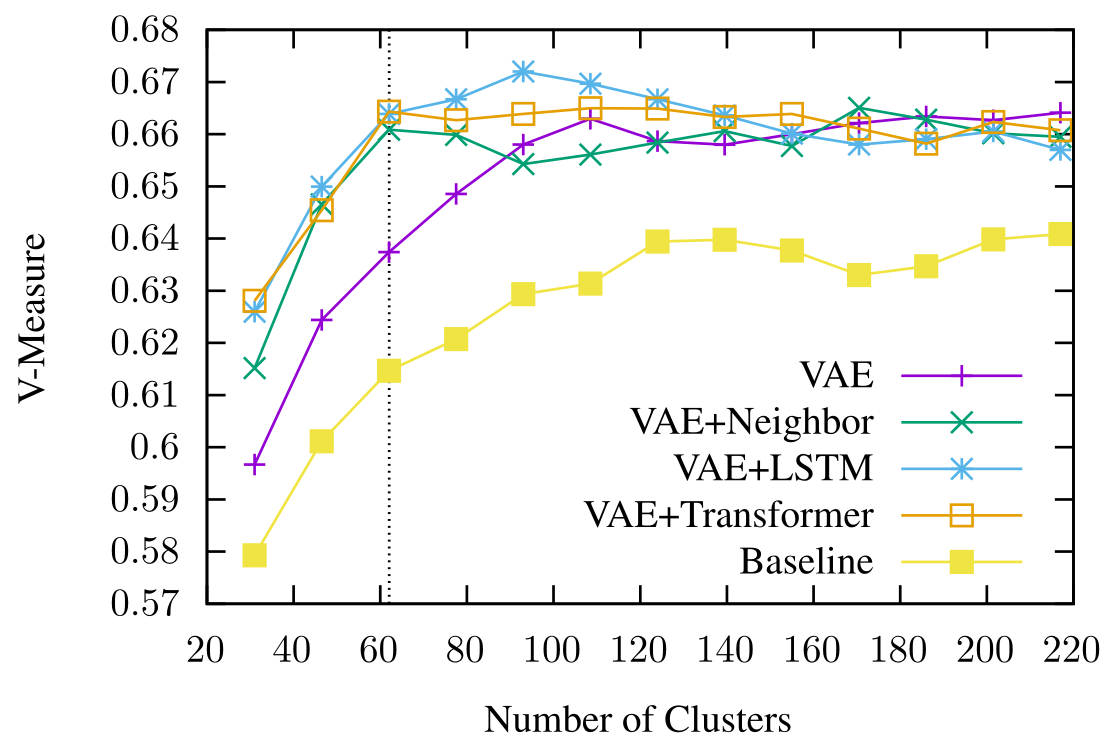 0.68
0.67
0.66
0.65
0.64
0.63
0.62
0.61
0.6
0.59
0.58
0.57
V-Measure
VAE
VAE+Neighbor
VAE+LSTM
VAE+Transformer
Baseline
20 40 60 80 100 120 140 160 180 200 220
Number of Clusters